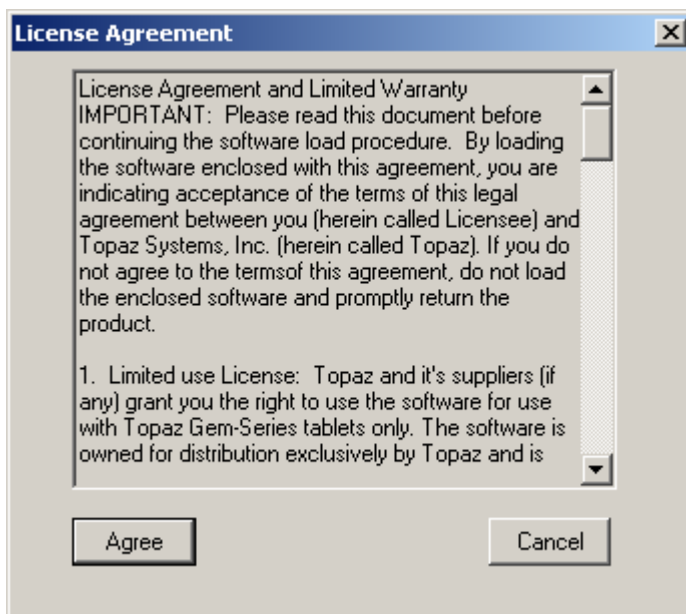 License Agreement
License Agreement and Limited Warranty
IMPORTANT:  Please read this document before
continuing the software load procedure.  By loading
the software enclosed with this agreement, you are
indicating acceptance of the terms of this legal
agreement between you (herein called Licensee) and
Topaz Systems, Inc. (herein called Topaz). If you do
not agree to the termsof this agreement, do not load
the enclosed software and promptly return the
product.
1.  Limited use License:  Topaz and it's suppliers (if
any) grant you the right to use the software for use
with Topaz Gem-Series tablets only. The software is
owned for distribution exclusively by Topaz and is
Agree
Cancel